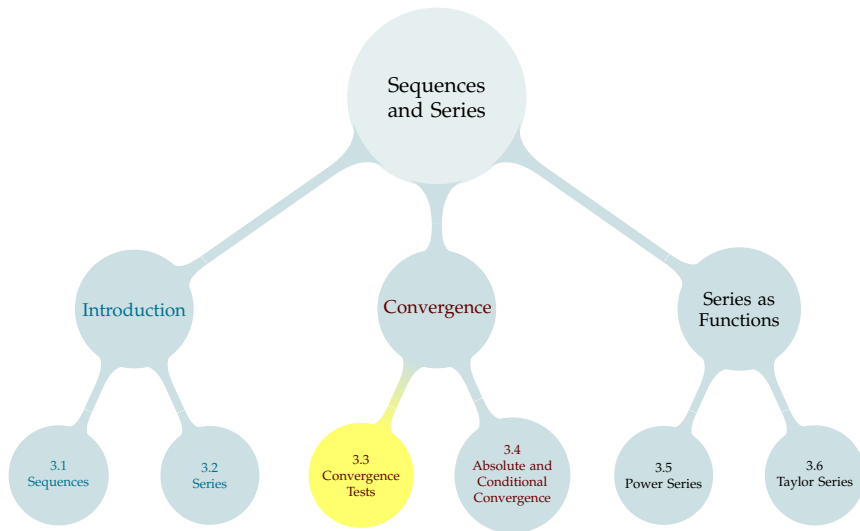 Sequences
and Series
Introduction
Convergence
Series as
Functions
3.1
Sequences
3.2
Series
3.3
Convergence
Tests
3.4
Absolute and
Conditional
Convergence
3.5
Power Series
3.6
Taylor Series